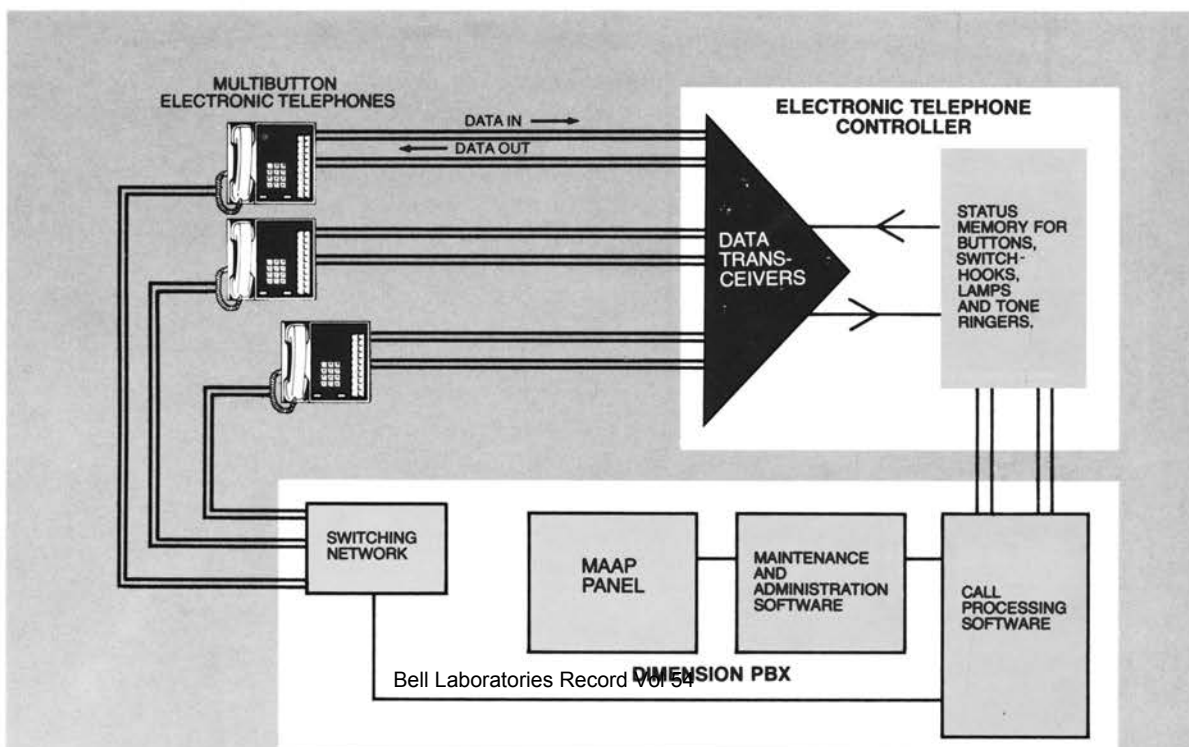 MULTIBUTTON
ELECTRONIC TELEPHONES
DATA IN
DATA OUT
ELECTRONIC TELEPHONE
CONTROLLER
DATA
TRANS-
CEIVERS
STATUS
MEMORY FOR
BUTTONS,
SWITCH-
HOOKS,
LAMPS
AND TONE
RINGERS.
SWITCHING
NETWORK
MAAP
PANEL
MAINTENANCE
AND
ADMINISTRATION
SOFTWARE
CALL
PROCESSING
SOFTWARE
DIMENSION PBX
Bell Laboratories Record Vol 54